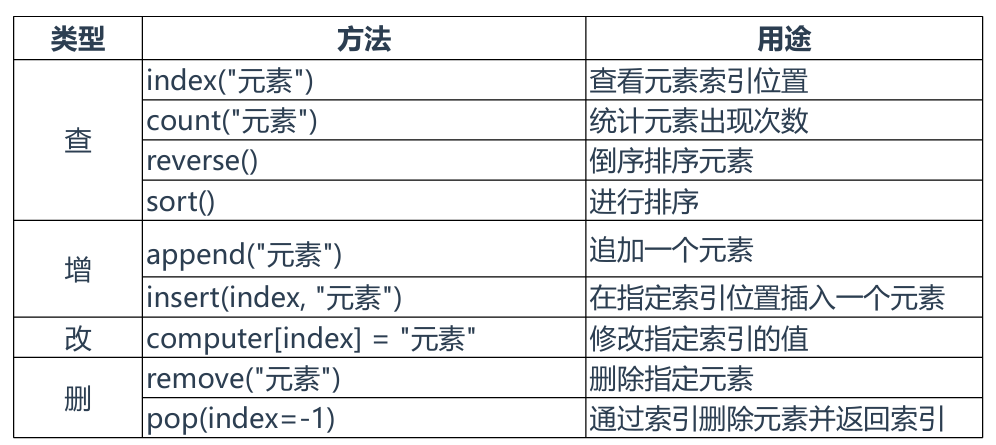 类型 方法 用途
查 index("元素") 查看元素索引位置
count("元素") 统计元素出现次数
reverse() 倒序排序元素
sort() 进行排序
增 append("元素") 追加一个元素
insert(index, "元素") 在指定索引位置插入一个元素
改 computer[index] = "元素" 修改指定索引的值
删 remove("元素") 删除指定元素
pop(index=-1) 通过索引删除元素并返回索引